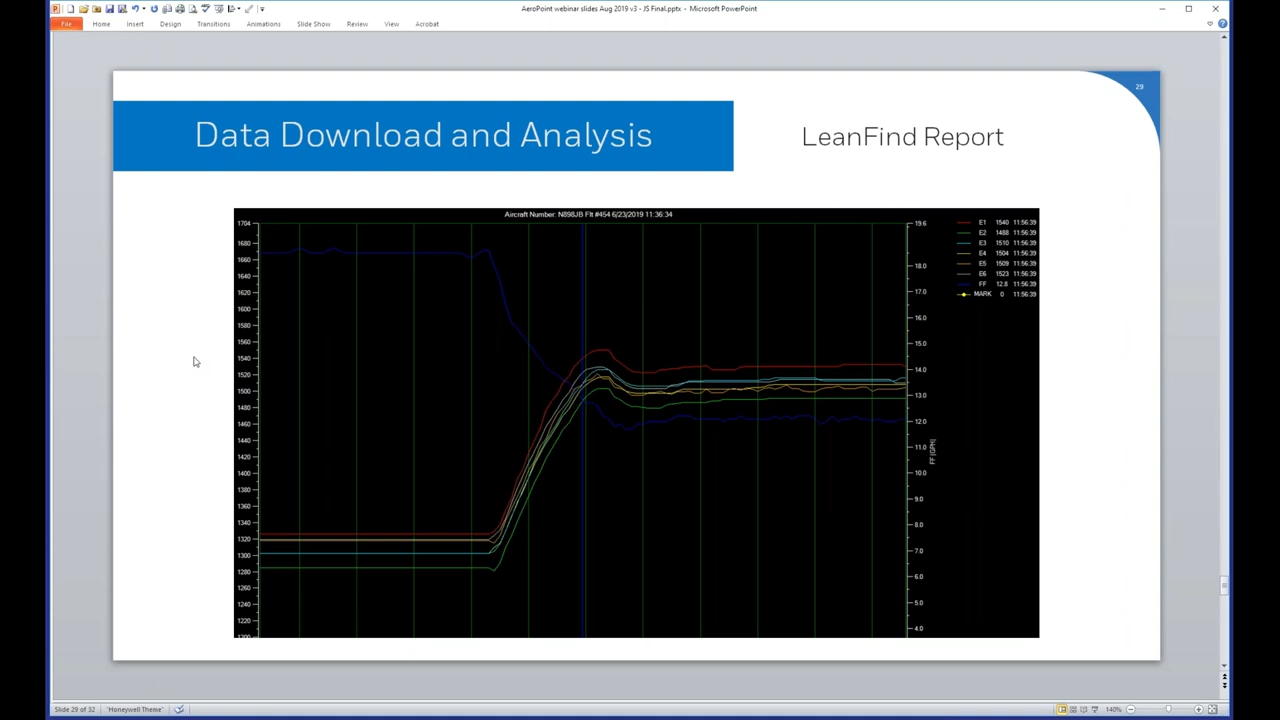 AeroPoint webinar slides Aug 2019 v3 - JS Final.pptx - Microsoft PowerPoint
File Home Insert Design Transitions Animations Slide Show Review View Acrobat
29
Data Download and Analysis
LeanFind Report
Aircraft Number: N898JB Flt #454 6/23/2019 11:36:34
1704
1680
1660
1640
1620
1600
1580
1560
1540
1520
1500
1480
1460
1440
1420
1400
1380
1360
1340
1320
1300
1280
1260
1240
1220
1200
19.6
18.0
17.0
16.0
15.0
14.0
13.0
12.0
11.0
10.0
9.0
8.0
7.0
6.0
5.0
4.0
FF (GPH)
E1 1540 11:56:39
E2 1488 11:56:39
E3 1510 11:56:39
E4 1504 11:56:39
E5 1509 11:56:39
E6 1523 11:56:39
FF 12.8 11:56:39
MARK 0 11:56:39
Slide 29 of 32 "Honeywell Theme" 140%